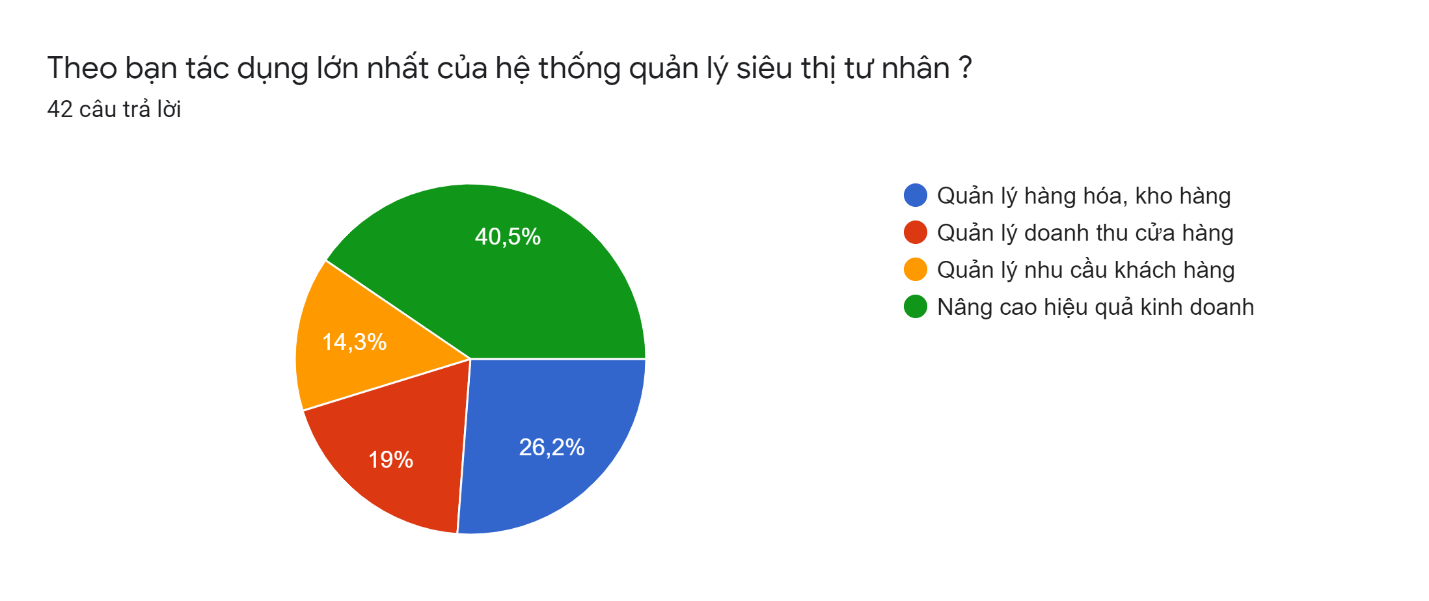 Theo bạn tác dụng lớn nhất của hệ thống quản lý siêu thị tư nhân ?
42 câu trả lời
40,5%
14,3%
19%
26,2%
Quản lý hàng hóa, kho hàng
Quản lý doanh thu cửa hàng
Quản lý nhu cầu khách hàng
Nâng cao hiệu quả kinh doanh